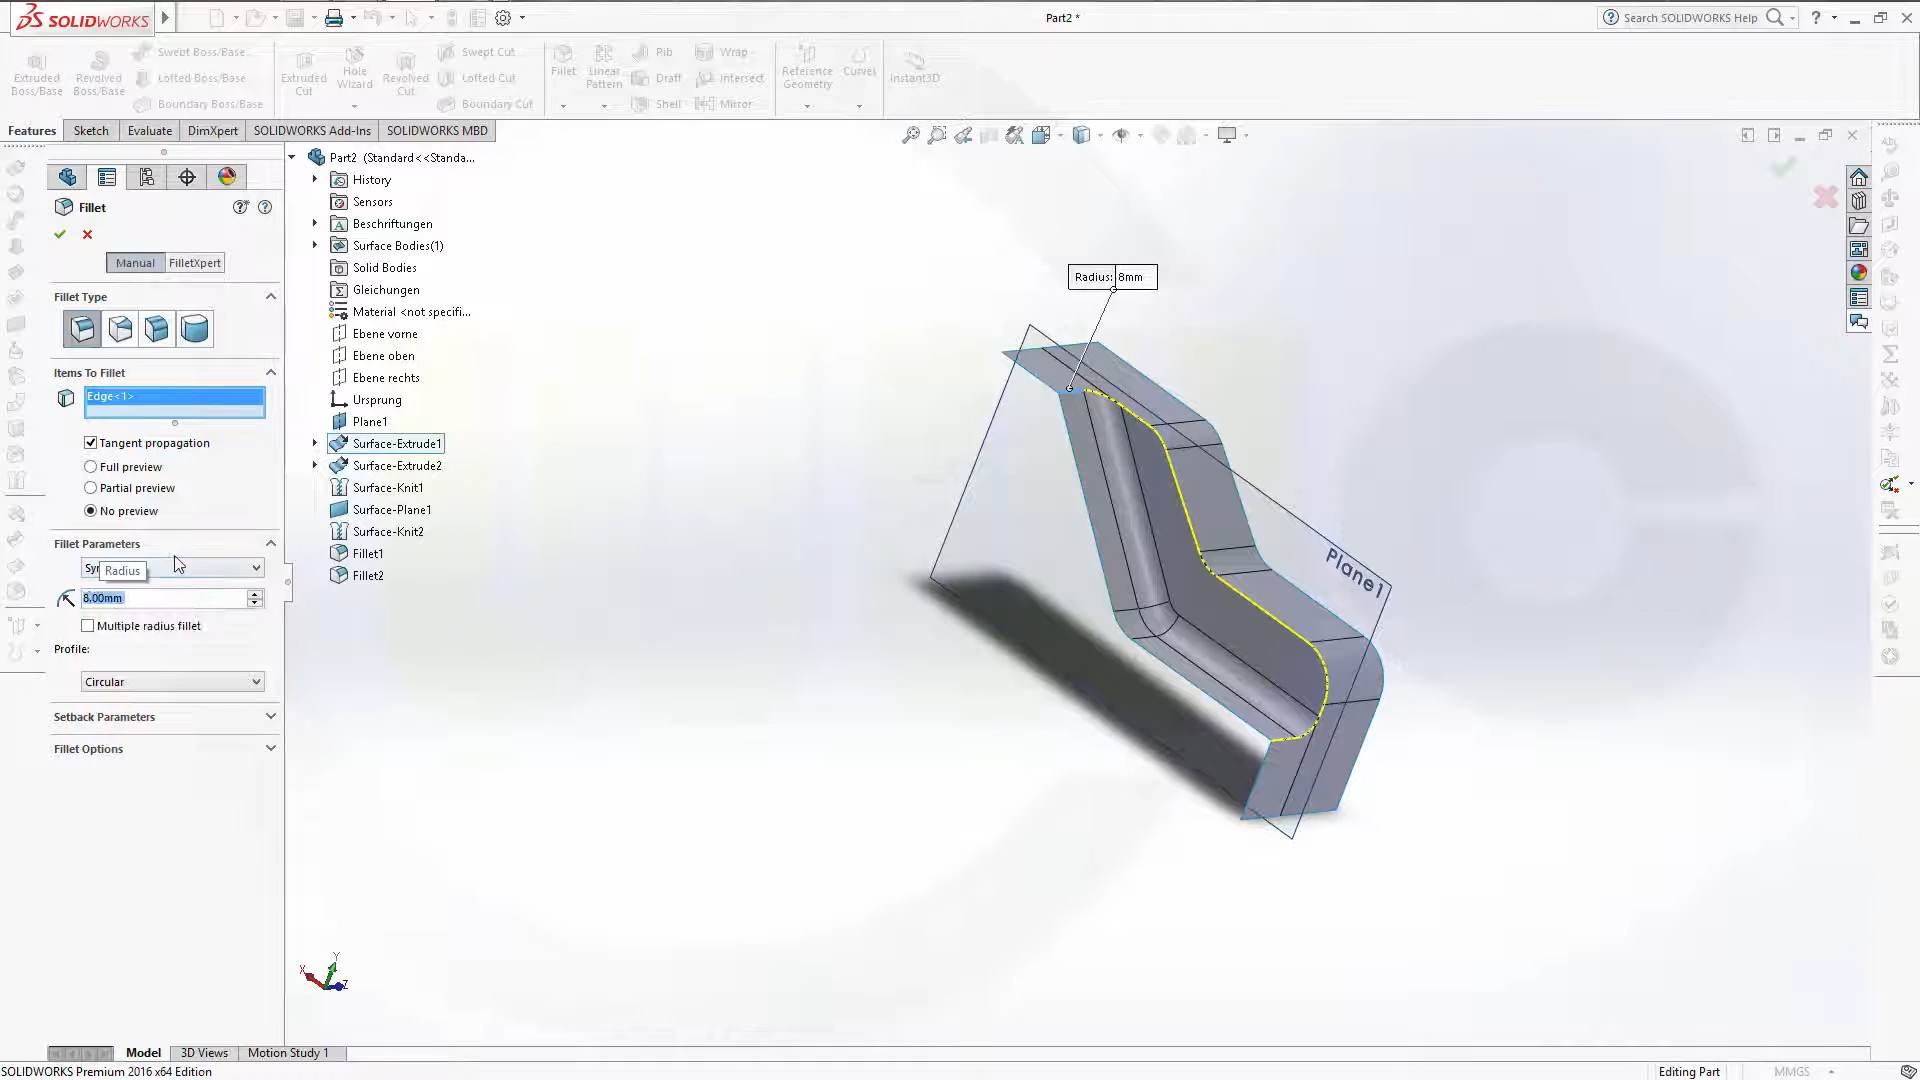 SOLIDWORKS
Part2 *
Search SOLIDWORKS Help
Extruded Boss/Base
Revolved Boss/Base
Swept Boss/Base
Lofted Boss/Base
Boundary Boss/Base
Extruded Cut
Hole Wizard
Revolved Cut
Swept Cut
Lofted Cut
Boundary Cut
Fillet
Linear Pattern
Rib
Draft
Shell
Wrap
Intersect
Mirror
Reference Geometry
Curves
Instant3D
Features
Sketch
Evaluate
DimXpert
SOLIDWORKS Add-Ins
SOLIDWORKS MBD
Fillet
Manual
FilletXpert
Fillet Type
Items To Fillet
Edge<1>
Tangent propagation
Full preview
Partial preview
No preview
Fillet Parameters
Radius
8.00mm
Multiple radius fillet
Profile:
Circular
Setback Parameters
Fillet Options
Part2 (Standard<<Standa...
History
Sensors
Beschriftungen
Surface Bodies(1)
Solid Bodies
Gleichungen
Material <not specifi...
Ebene vorne
Ebene oben
Ebene rechts
Ursprung
Plane1
Surface-Extrude1
Surface-Extrude2
Surface-Knit1
Surface-Plane1
Surface-Knit2
Fillet1
Fillet2
Radius: 8mm
Plane1
Y
X
Z
Model
3D Views
Motion Study 1
SOLIDWORKS Premium 2016 x64 Edition
Editing Part
MMGS